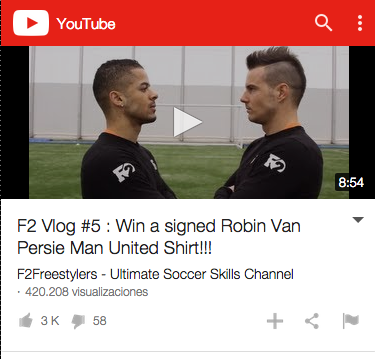 YouTube
F2
F2
8:54
F2 Vlog #5 : Win a signed Robin Van
Persie Man United Shirt!!!
F2Freestylers - Ultimate Soccer Skills Channel
· 420.208 visualizaciones
3 K 58